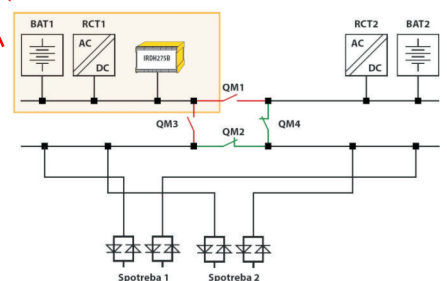 BAT1 RCT1 RCT2 BAT2
AC AC
IRDH275B
DC DC
QM1
QM3 QM2 QM4
Spotreba 1 Spotreba 2